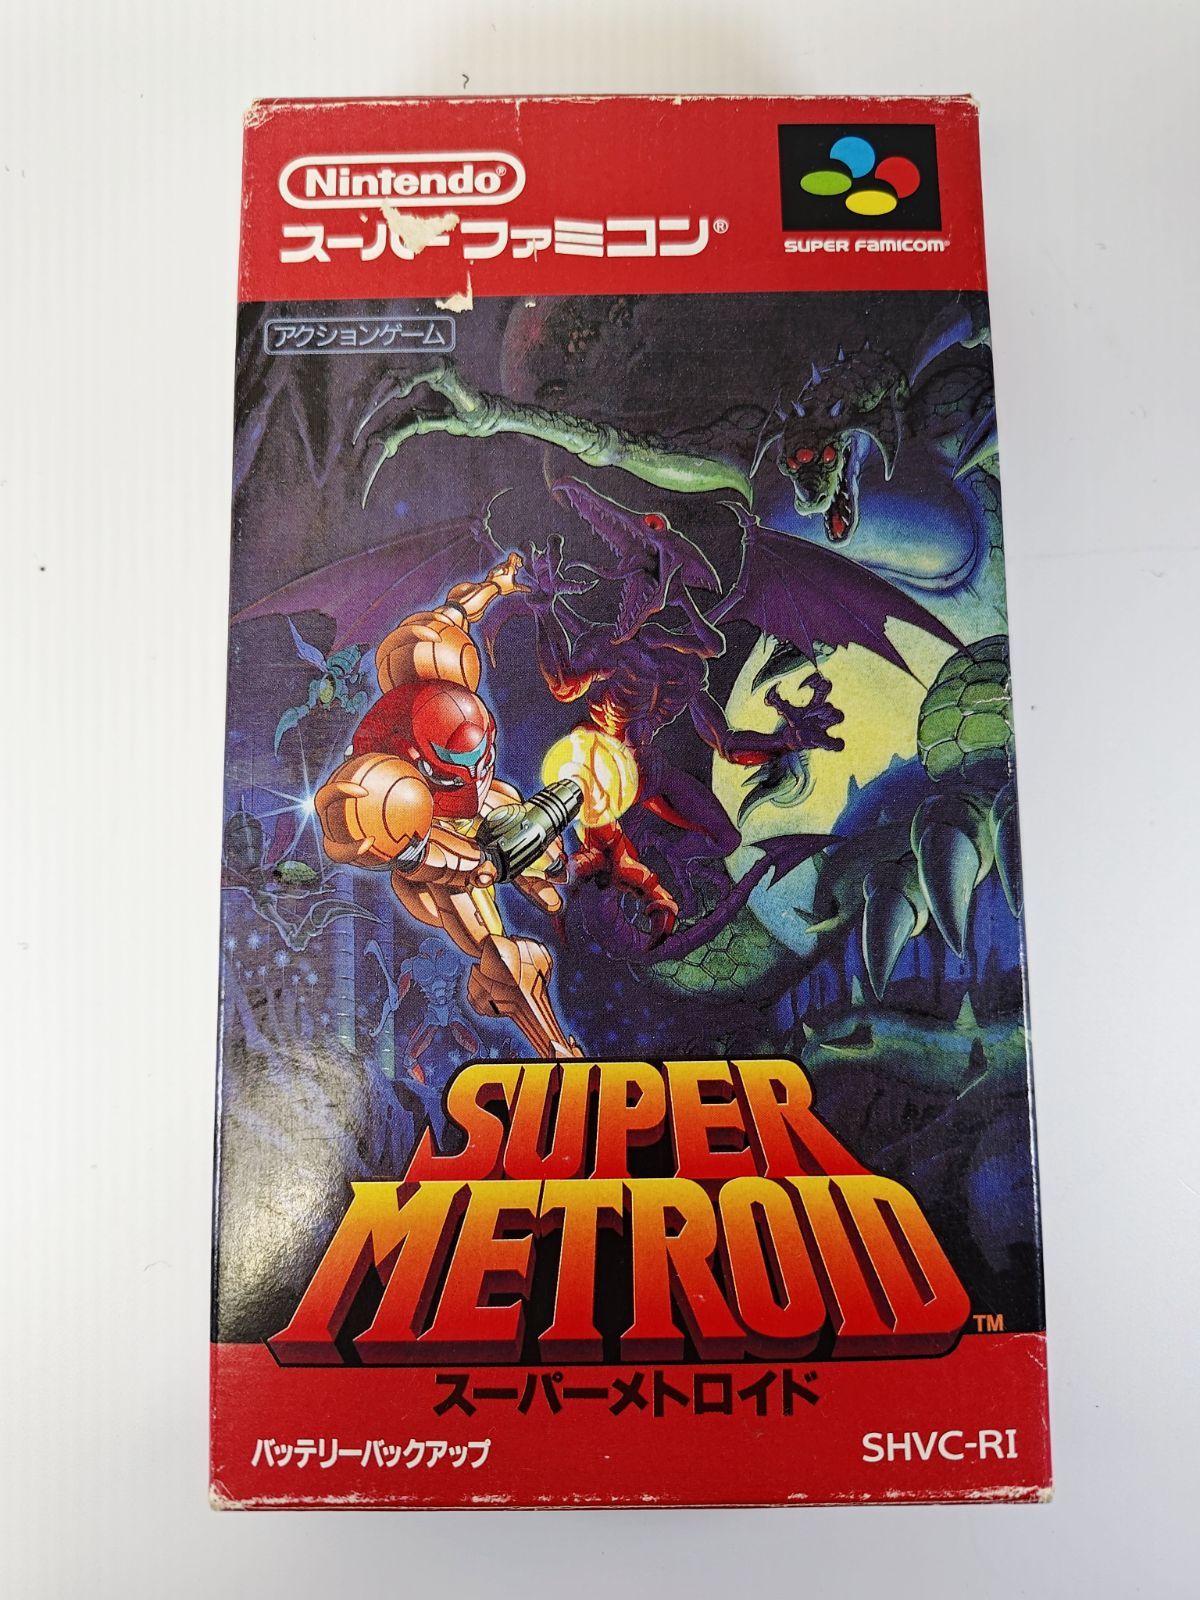 Nintendo®
スーパーファミコン®
SUPER FAMICOM®
アクションゲーム
SUPER
METROID™
スーパーメトロイド
バッテリーバックアップ
SHVC-RI